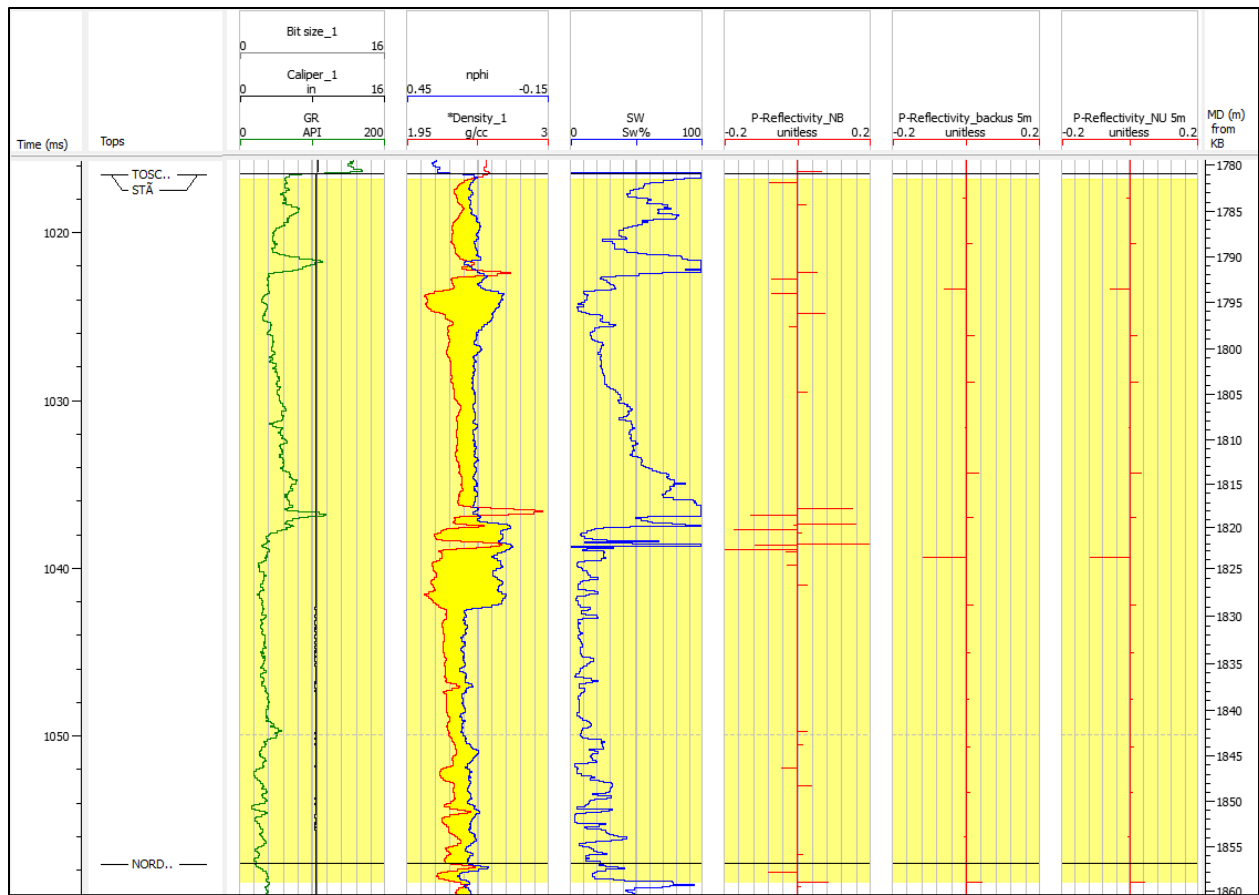 Bit size_1
0 16
Caliper_1
in
0 16
GR
API
0 200
nphi
0.45 -0.15
*Density_1
g/cc
1.95 3
SW
Sw%
0 100
P-Reflectivity_NB
unitless
-0.2 0.2
P-Reflectivity_backus 5m
unitless
-0.2 0.2
P-Reflectivity_NU 5m
unitless
-0.2 0.2
MD (m)
from
KB
Time (ms)
Tops
TOSC..
STÃ
NORD..
1020
1030
1040
1050
1780
1785
1790
1795
1800
1805
1810
1815
1820
1825
1830
1835
1840
1845
1850
1855
1860